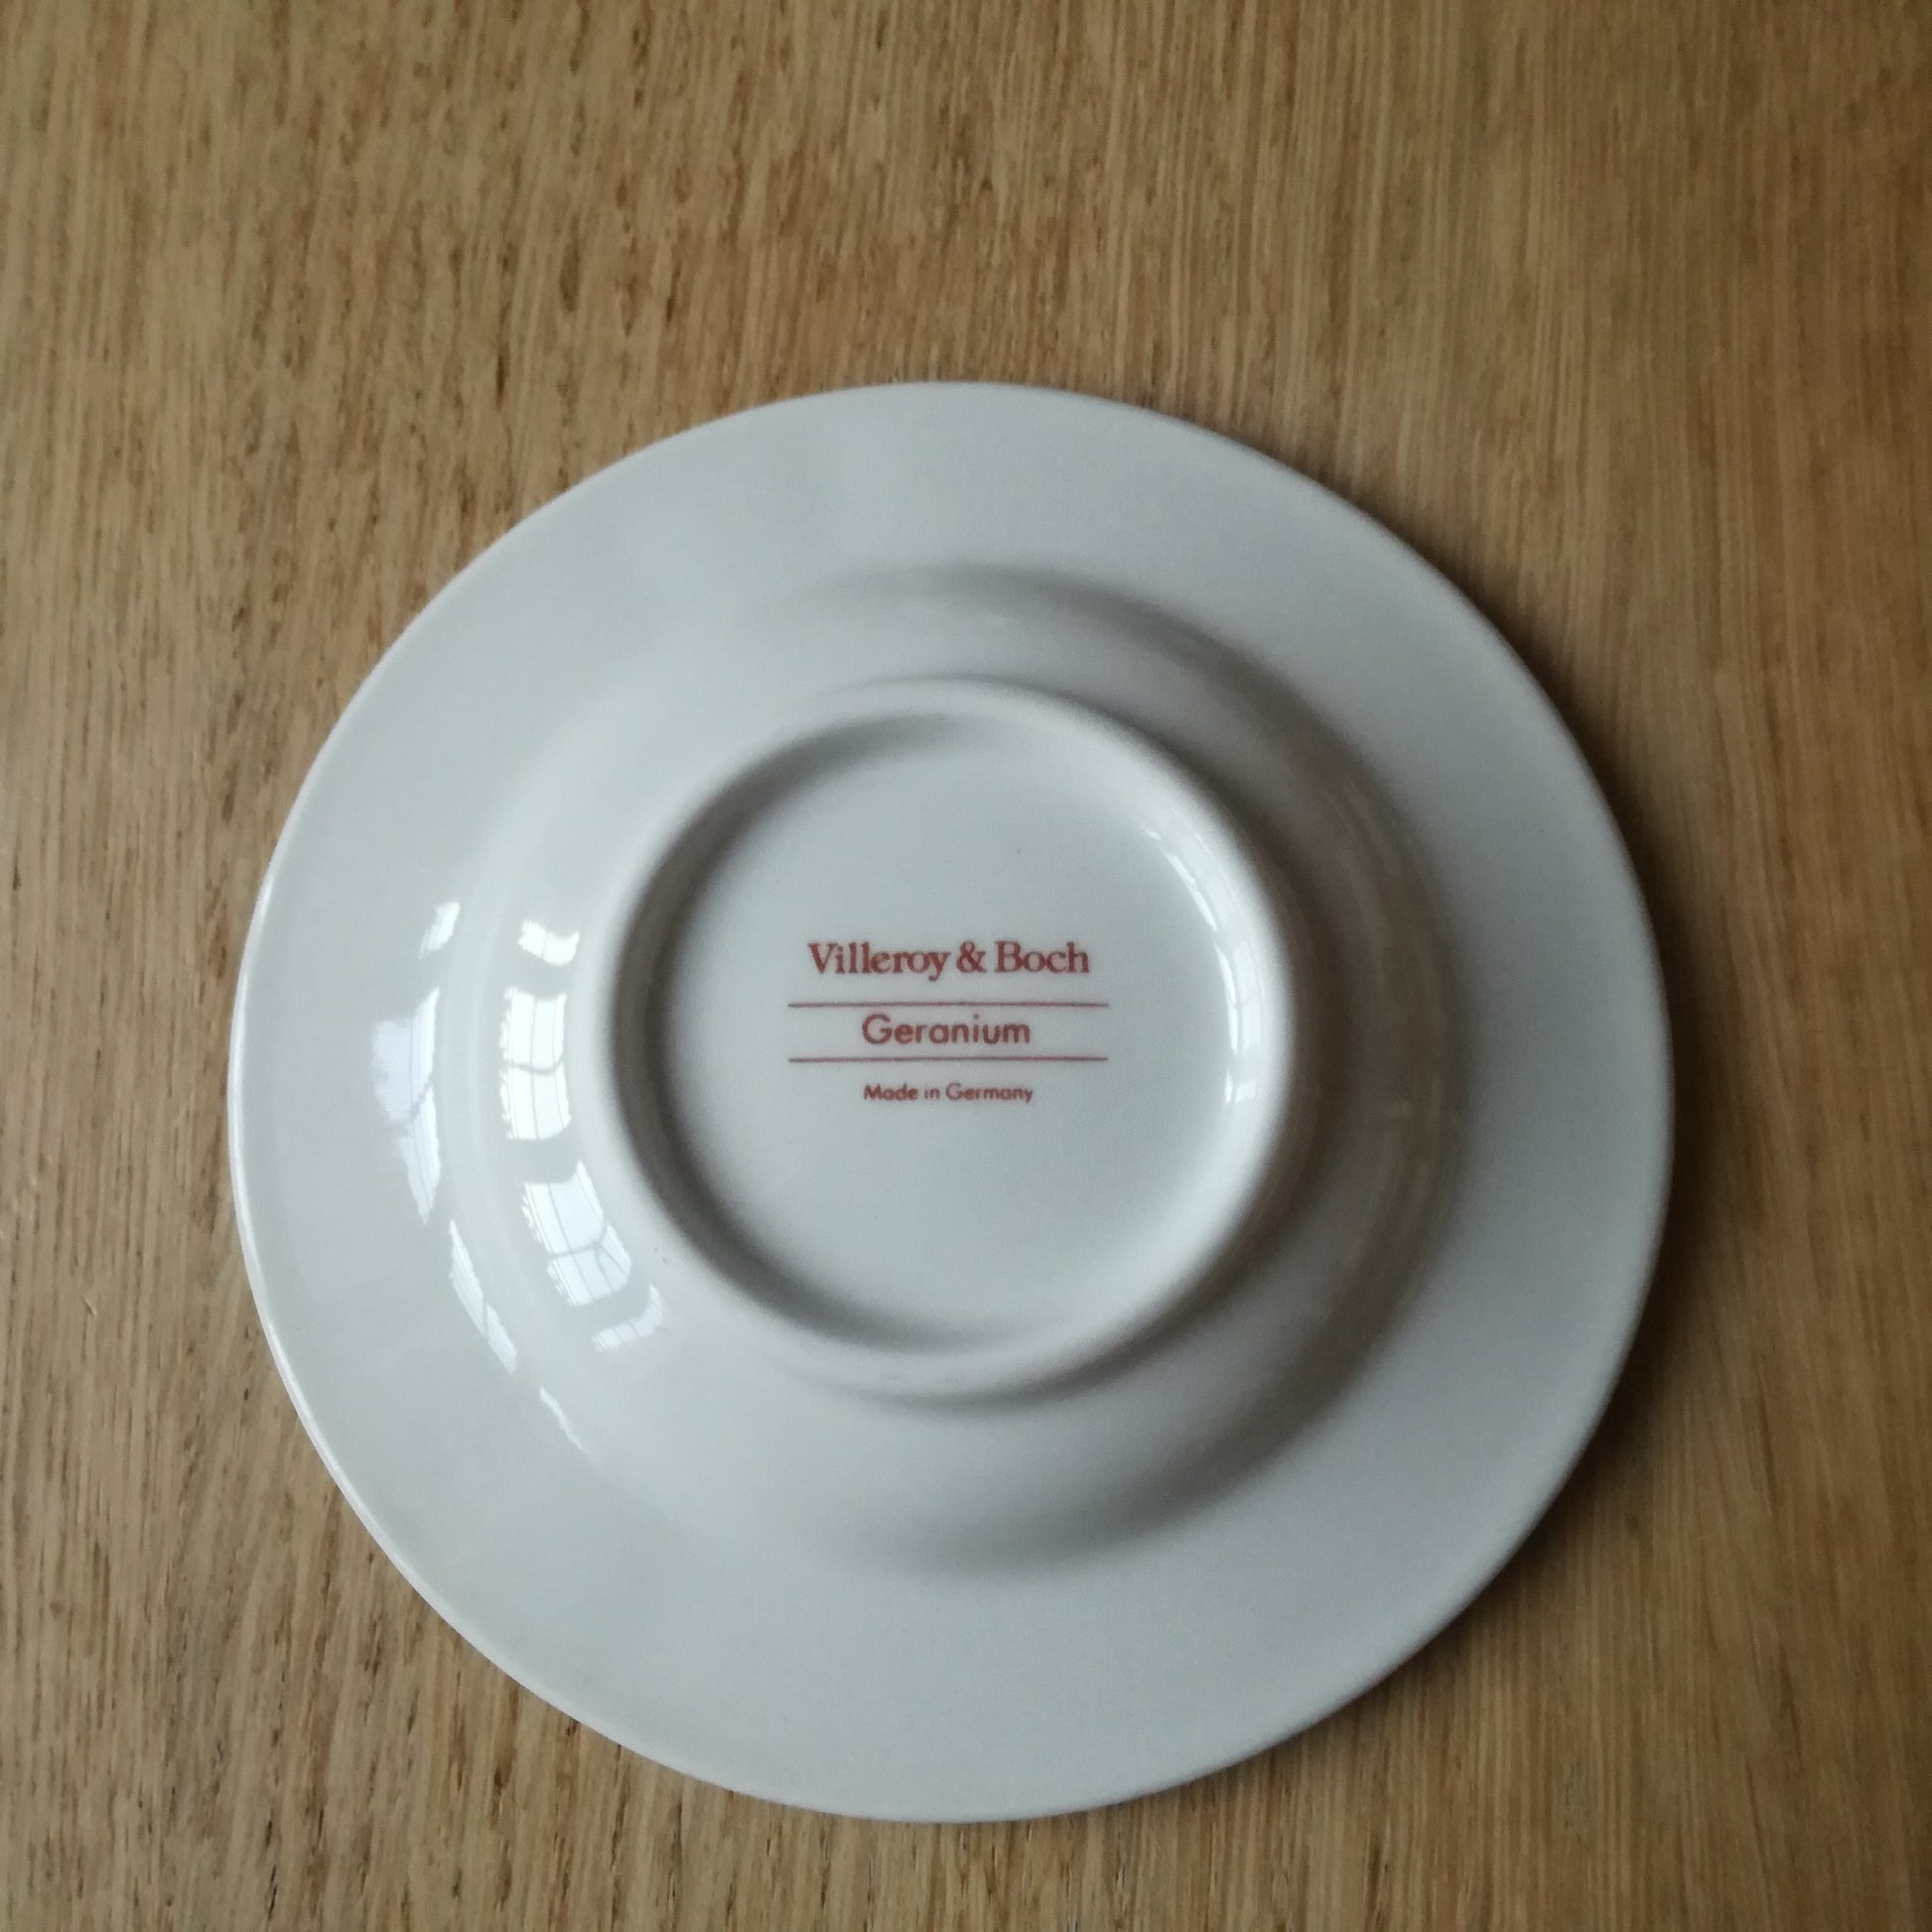 Villeroy & Boch
Geranium
Made in Germany